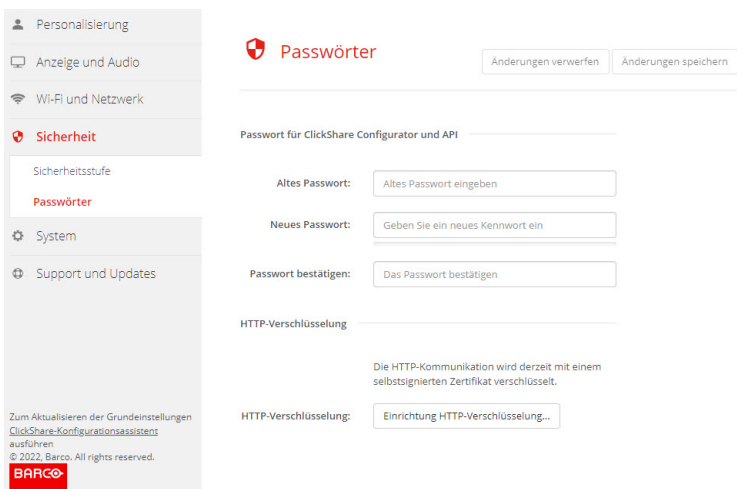 Personalisierung
Anzeige und Audio
Wi-Fi und Netzwerk
Sicherheit
Sicherheitsstufe
Passwörter
System
Support und Updates
Zum Aktualisieren der Grundeinstellungen
ClickShare-Konfigurationsassistent
ausführen
© 2022, Barco. All rights reserved.
BARCO
Passwörter
Änderungen verwerfen
Änderungen speichern
Passwort für ClickShare Configurator und API
Altes Passwort:
Altes Passwort eingeben
Neues Passwort:
Geben Sie ein neues Kennwort ein
Passwort bestätigen:
Das Passwort bestätigen
HTTP-Verschlüsselung
Die HTTP-Kommunikation wird derzeit mit einem
selbstsignierten Zertifikat verschlüsselt.
HTTP-Verschlüsselung:
Einrichtung HTTP-Verschlüsselung...